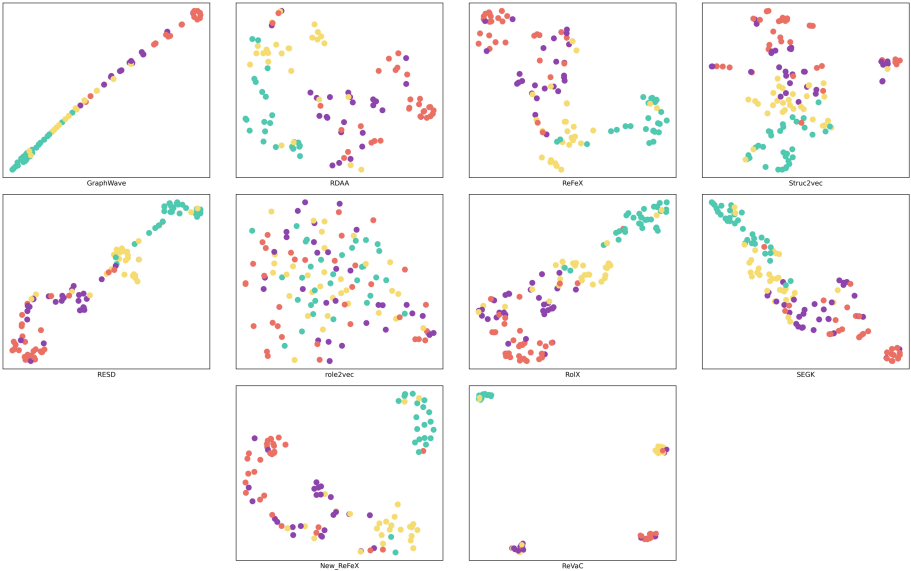 GraphWave
RDAA
ReFeX
Struc2vec
RESD
role2vec
RolX
SEGK
New_ReFeX
ReVaC